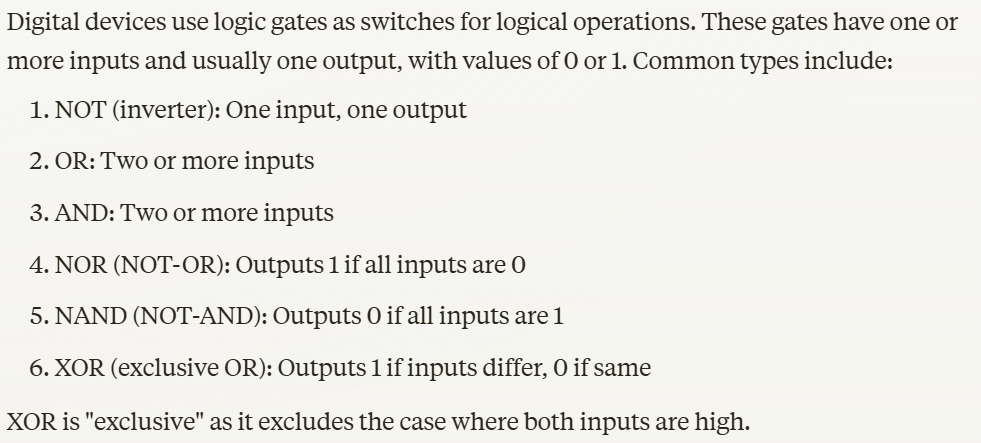 Digital devices use logic gates as switches for logical operations. These gates have one or
more inputs and usually one output, with values of 0 or 1. Common types include:
1. NOT (inverter): One input, one output
2. OR: Two or more inputs
3. AND: Two or more inputs
4. NOR (NOT-OR): Outputs 1 if all inputs are 0
5. NAND (NOT-AND): Outputs 0 if all inputs are 1
6. XOR (exclusive OR): Outputs 1 if inputs differ, 0 if same
XOR is "exclusive" as it excludes the case where both inputs are high.